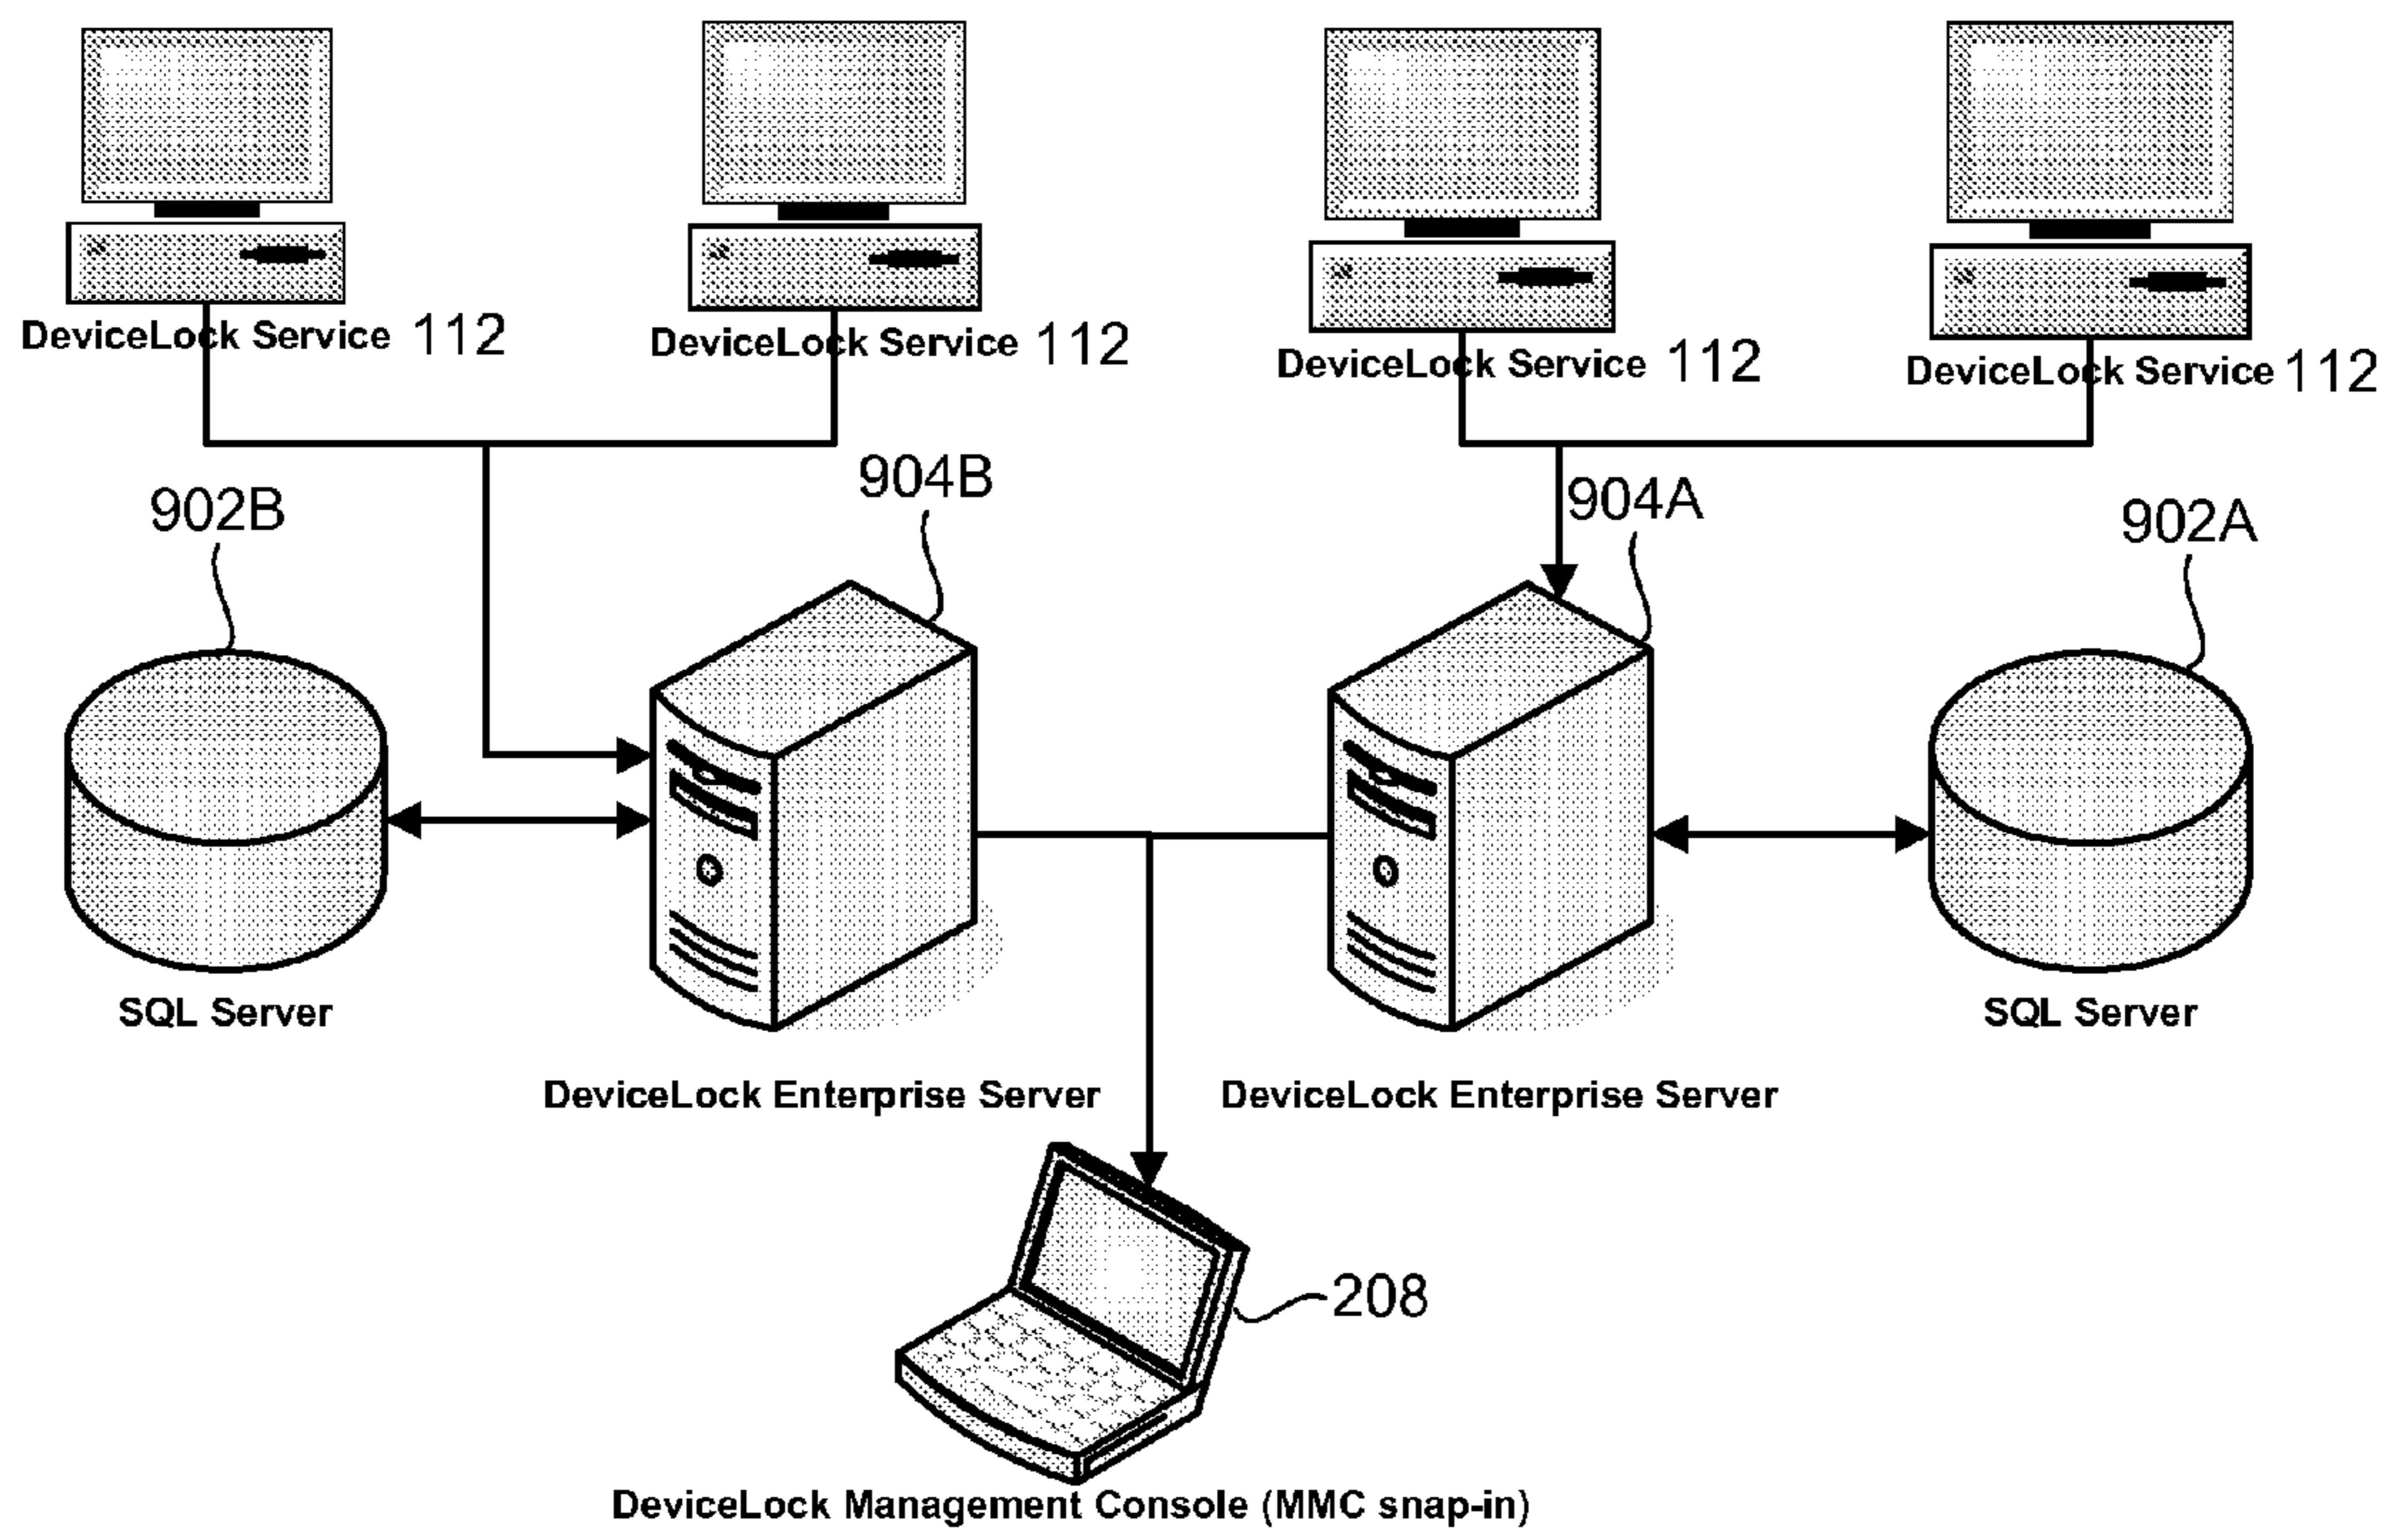 DeviceLock Service 112
DeviceLock Service 112
DeviceLock Service 112
DeviceLock Service 112
902B
904B
904A
902A
SQL Server
SQL Server
DeviceLock Enterprise Server
DeviceLock Enterprise Server
208
DeviceLock Management Console (MMC snap-in)